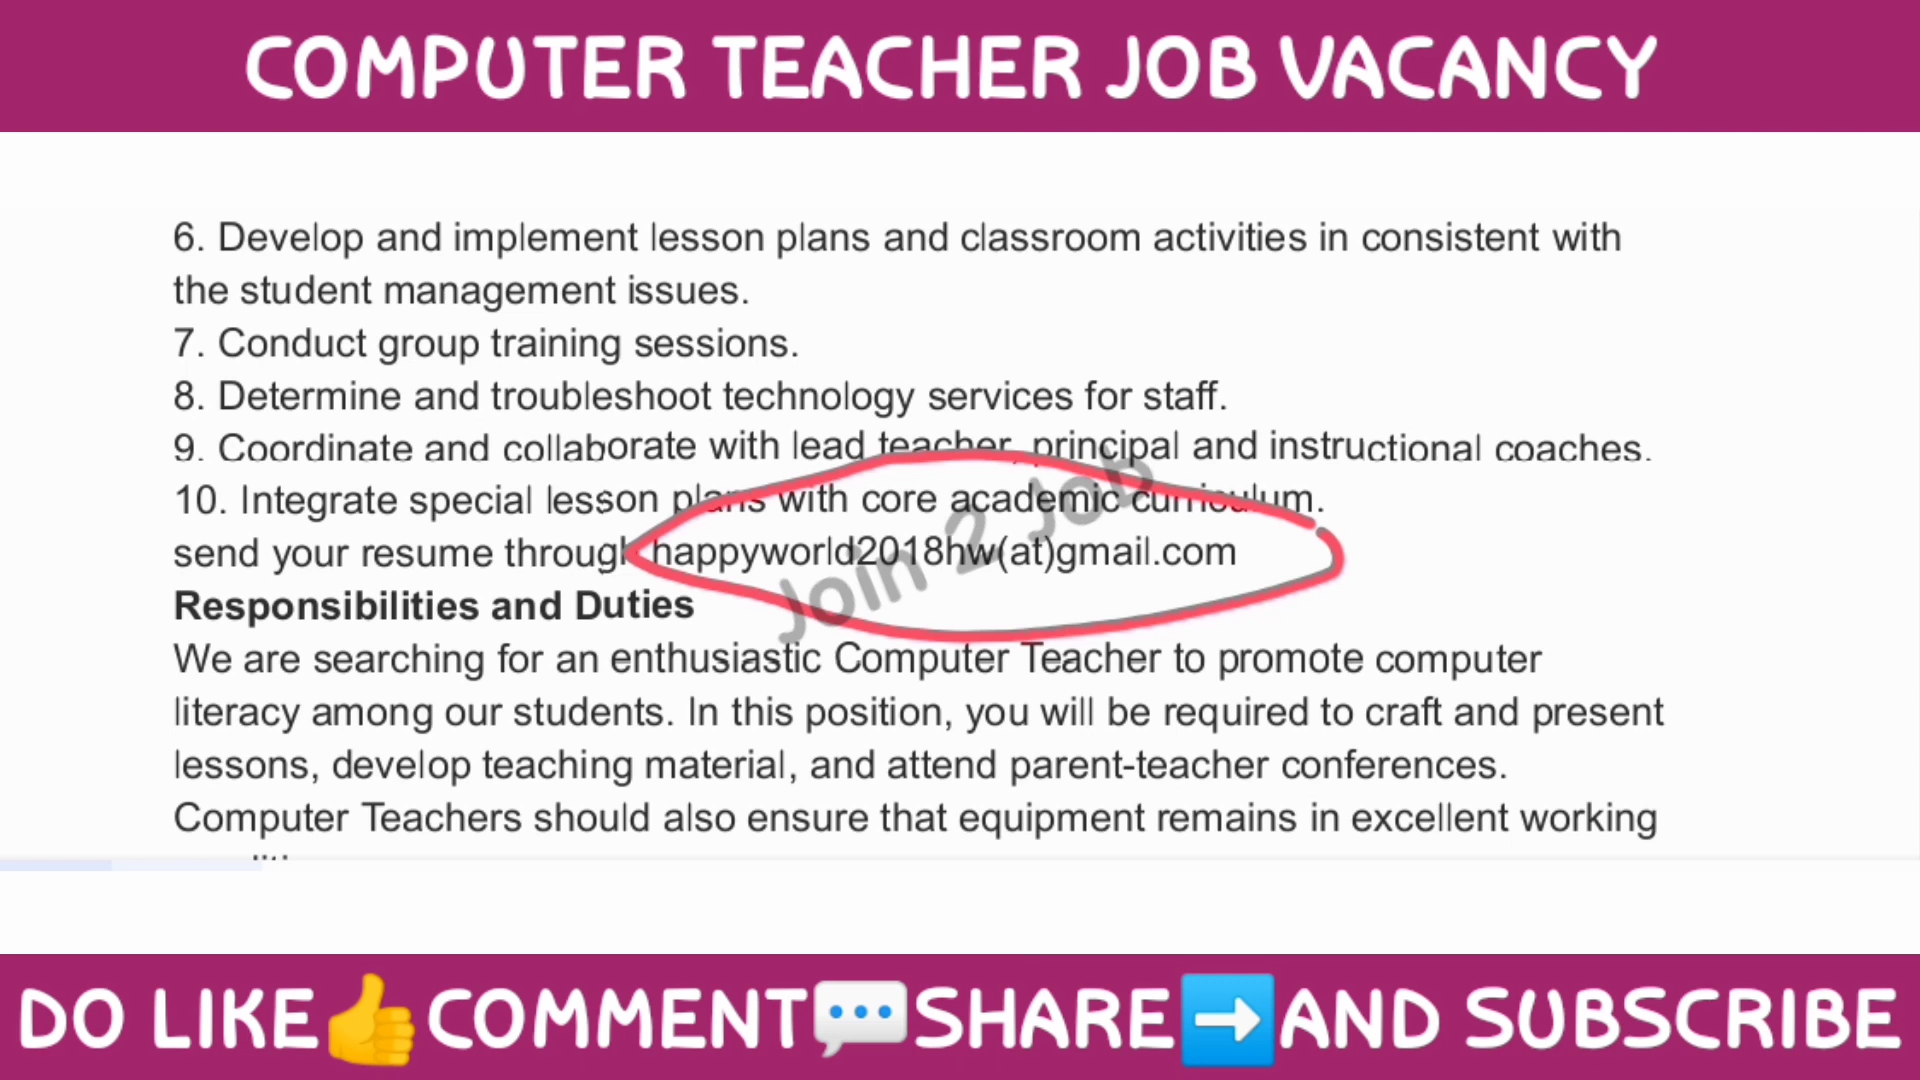 COMPUTER TEACHER JOB VACANCY
6. Develop and implement lesson plans and classroom activities in consistent with
the student management issues.
7. Conduct group training sessions.
8. Determine and troubleshoot technology services for staff.
9. Coordinate and collaborate with lead teacher, principal and instructional coaches.
10. Integrate special lesson plans with core academic curriculum.
send your resume through happyworld2018hw(at)gmail.com
Join 2 Job
Responsibilities and Duties
We are searching for an enthusiastic Computer Teacher to promote computer
literacy among our students. In this position, you will be required to craft and present
lessons, develop teaching material, and attend parent-teacher conferences.
Computer Teachers should also ensure that equipment remains in excellent working
DO LIKE👍COMMENT💬SHARE➡️AND SUBSCRIBE